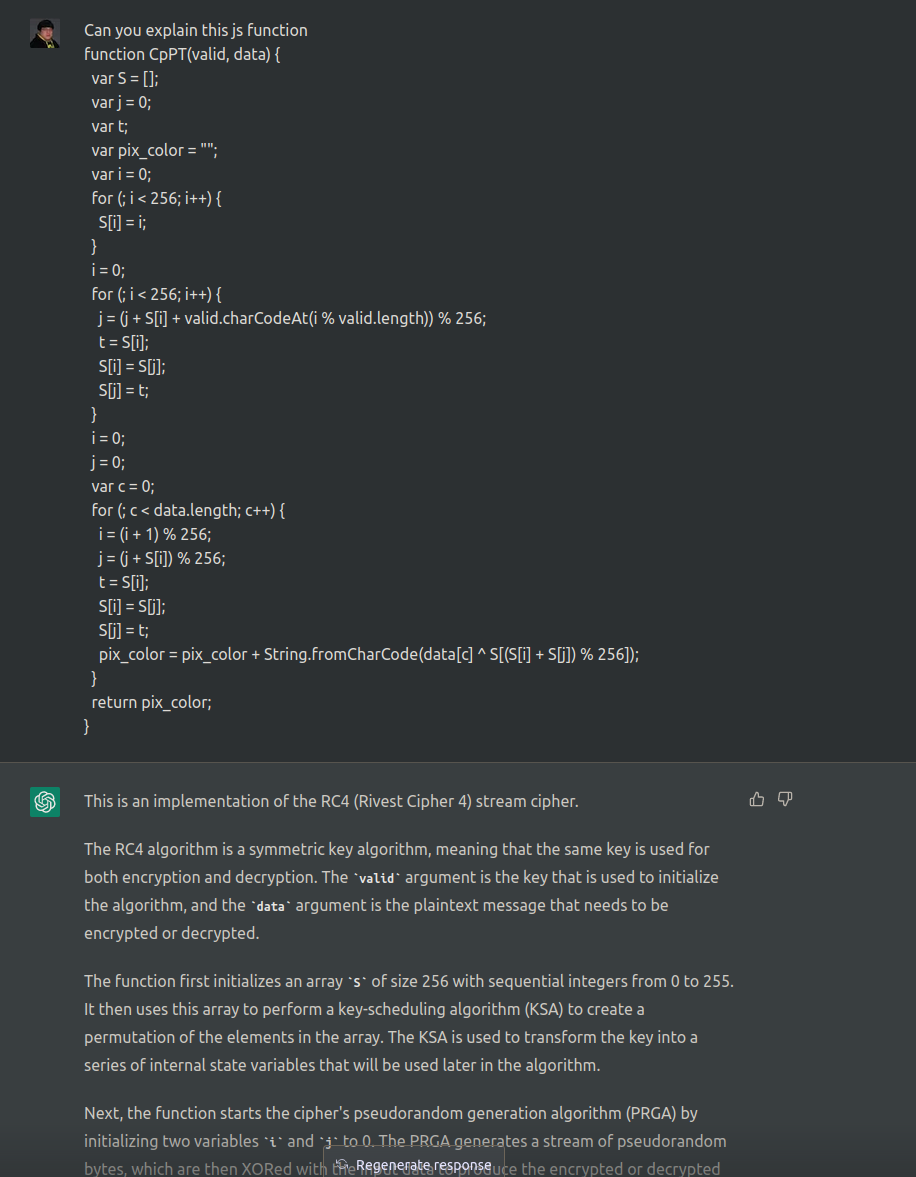 Can you explain this js function
function CpPT(valid, data) {
var S = [];
var j = 0;
var t;
var pix_color = "";
var i = 0;
for (; i < 256; i++) {
S[i] = i;
}
i = 0;
for (; i < 256; i++) {
j = (j + S[i] + valid.charCodeAt(i % valid.length)) % 256;
t = S[i];
S[i] = S[j];
S[j] = t;
}
i = 0;
j = 0;
var c = 0;
for (; c < data.length; c++) {
i = (i + 1) % 256;
j = (j + S[i]) % 256;
t = S[i];
S[i] = S[j];
S[j] = t;
pix_color = pix_color + String.fromCharCode(data[c] ^ S[(S[i] + S[j]) % 256]);
}
return pix_color;
}
This is an implementation of the RC4 (Rivest Cipher 4) stream cipher.
The RC4 algorithm is a symmetric key algorithm, meaning that the same key is used for
both encryption and decryption. The `valid` argument is the key that is used to initialize
the algorithm, and the `data` argument is the plaintext message that needs to be
encrypted or decrypted.
The function first initializes an array `S` of size 256 with sequential integers from 0 to 255.
It then uses this array to perform a key-scheduling algorithm (KSA) to create a
permutation of the elements in the array. The KSA is used to transform the key into a
series of internal state variables that will be used later in the algorithm.
Next, the function starts the cipher's pseudorandom generation algorithm (PRGA) by
initializing two variables `i` and `j` to 0. The PRGA generates a stream of pseudorandom
bytes, which are then XORed with the input data to produce the encrypted or decrypted
Regenerate response